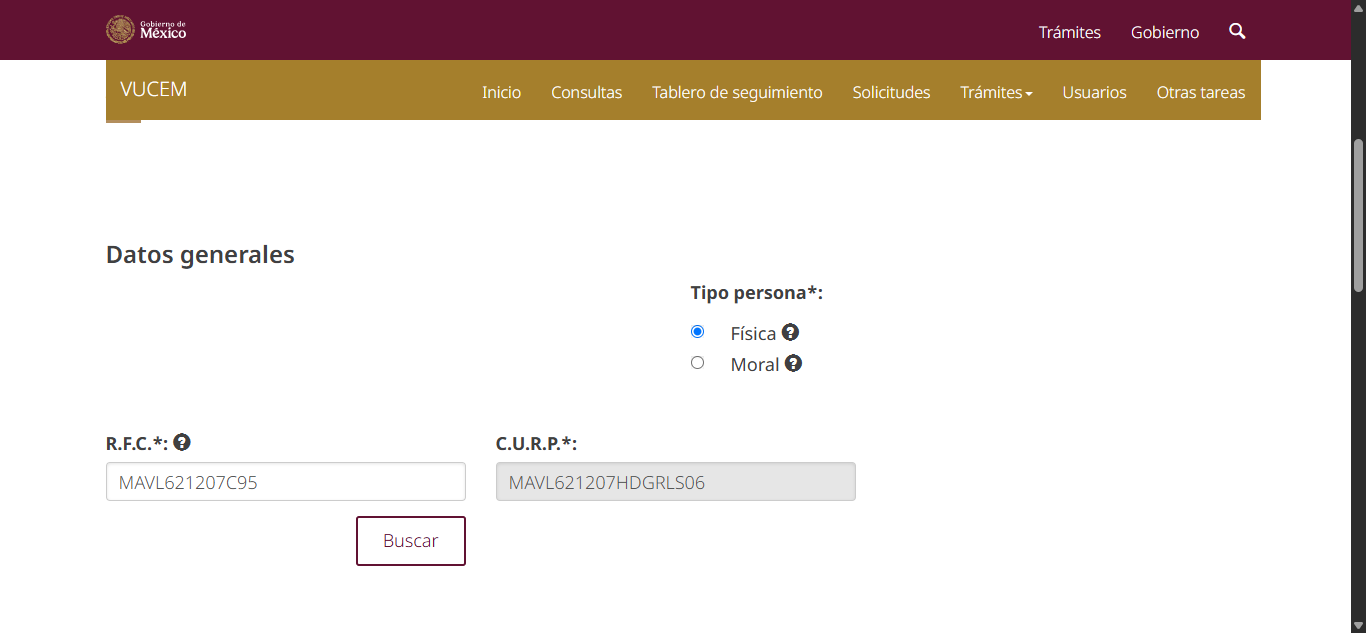 Gobierno de
México
Trámites Gobierno
VUCEM
Inicio Consultas Tablero de seguimiento Solicitudes Trámites Usuarios Otras tareas
Datos generales
Tipo persona*:
Física ?
Moral ?
R.F.C.*: ? C.U.R.P.*:
MAVL621207C95 MAVL621207HDGRLS06
Buscar